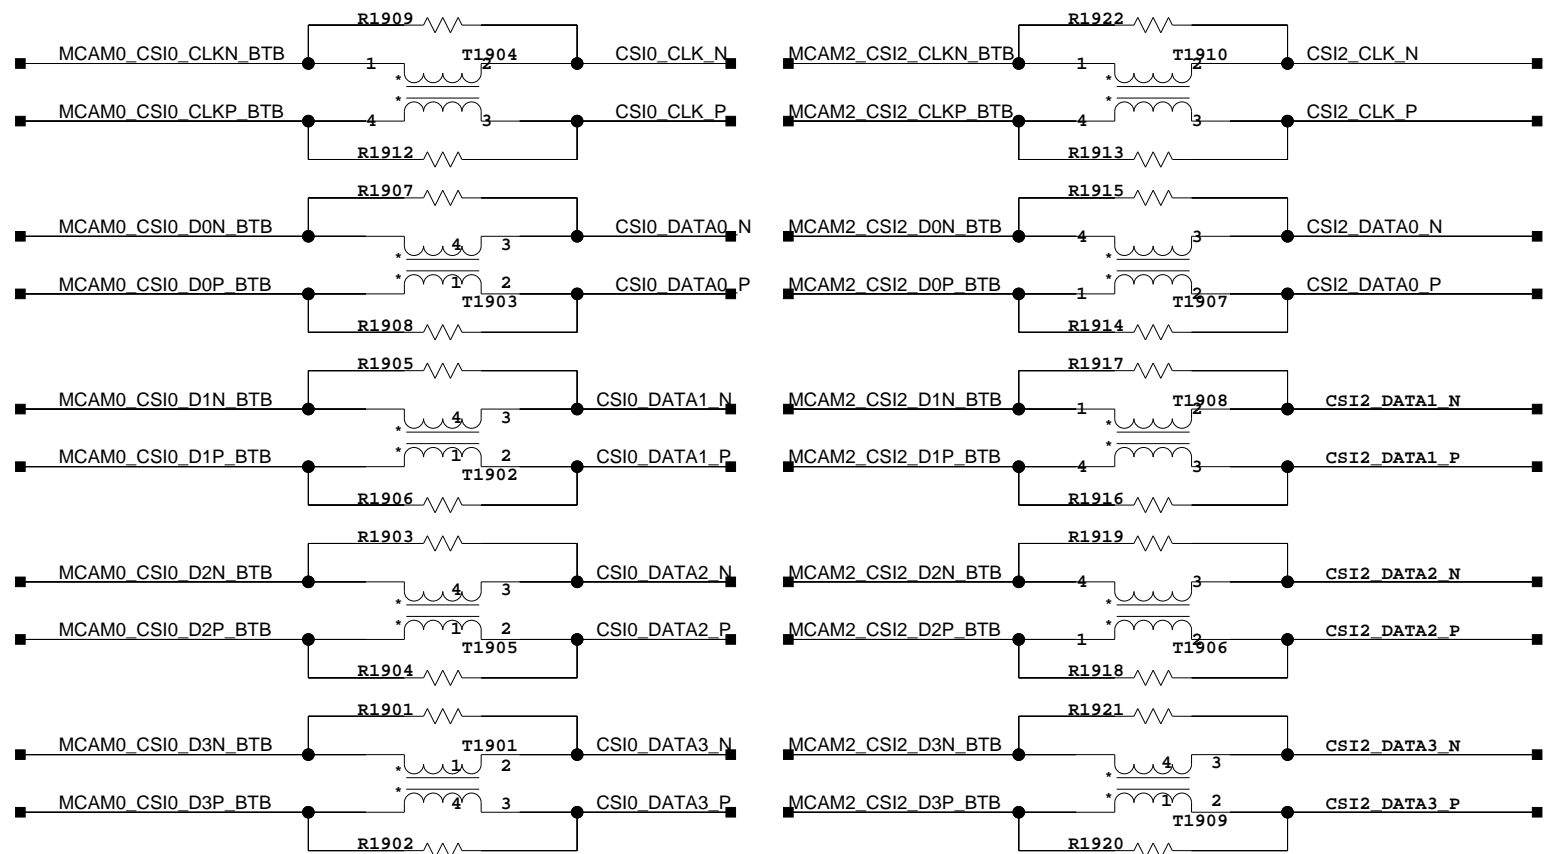 R1909 R1922
MCAM0_CSI0_CLKN_BTB 1 T1904 2 CSI0_CLK_N MCAM2_CSI2_CLKN_BTB 1 T1910 2 CSI2_CLK_N
* *
* *
MCAM0_CSI0_CLKP_BTB 4 3 CSI0_CLK_P MCAM2_CSI2_CLKP_BTB 4 3 CSI2_CLK_P
R1912 R1913
R1907 R1915
MCAM0_CSI0_D0N_BTB 4 3 CSI0_DATA0_N MCAM2_CSI2_D0N_BTB 4 3 CSI2_DATA0_N
* *
* *
MCAM0_CSI0_D0P_BTB 1 2 CSI0_DATA0_P MCAM2_CSI2_D0P_BTB 1 2 CSI2_DATA0_P
T1903 T1907
R1908 R1914
R1905 R1917
MCAM0_CSI0_D1N_BTB 4 3 CSI0_DATA1_N MCAM2_CSI2_D1N_BTB 1 T1908 2 CSI2_DATA1_N
* *
* *
MCAM0_CSI0_D1P_BTB 1 2 CSI0_DATA1_P MCAM2_CSI2_D1P_BTB 4 3 CSI2_DATA1_P
T1902
R1906 R1916
R1903 R1919
MCAM0_CSI0_D2N_BTB 4 3 CSI0_DATA2_N MCAM2_CSI2_D2N_BTB 4 3 CSI2_DATA2_N
* *
* *
MCAM0_CSI0_D2P_BTB 1 2 CSI0_DATA2_P MCAM2_CSI2_D2P_BTB 1 2 CSI2_DATA2_P
T1905 T1906
R1904 R1918
R1901 R1921
MCAM0_CSI0_D3N_BTB T1901 1 2 CSI0_DATA3_N MCAM2_CSI2_D3N_BTB 4 3 CSI2_DATA3_N
* *
* *
MCAM0_CSI0_D3P_BTB 4 3 CSI0_DATA3_P MCAM2_CSI2_D3P_BTB 1 2 CSI2_DATA3_P
T1909
R1902 R1920